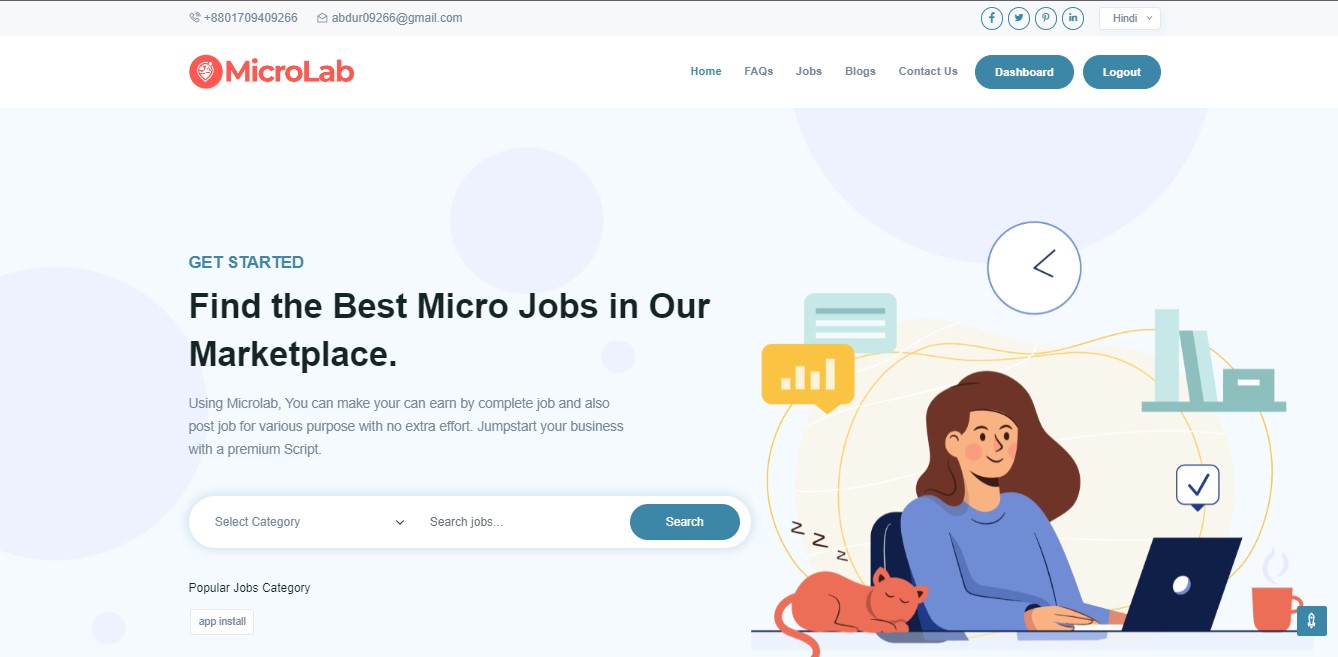 +8801709409266 abdur09266@gmail.com Hindi
MicroLab Home FAQs Jobs Blogs Contact Us Dashboard Logout
GET STARTED
Find the Best Micro Jobs in Our
Marketplace.
Using Microlab, You can make your can earn by complete job and also
post job for various purpose with no extra effort. Jumpstart your business
with a premium Script.
Select Category Search jobs... Search
Popular Jobs Category
app install
z z z